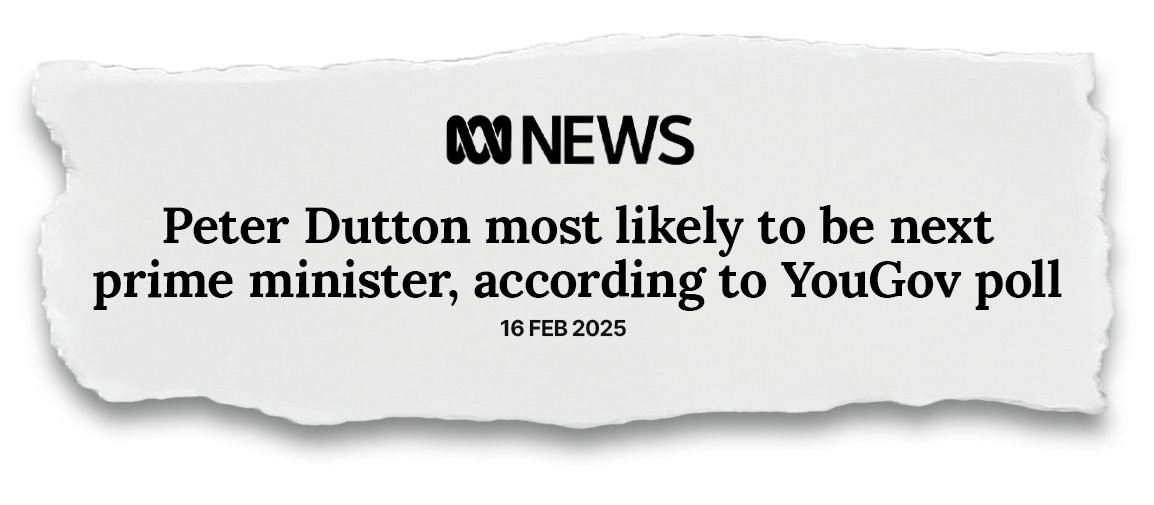 NEWS
Peter Dutton most likely to be next
prime minister, according to YouGov poll
16 FEB 2025